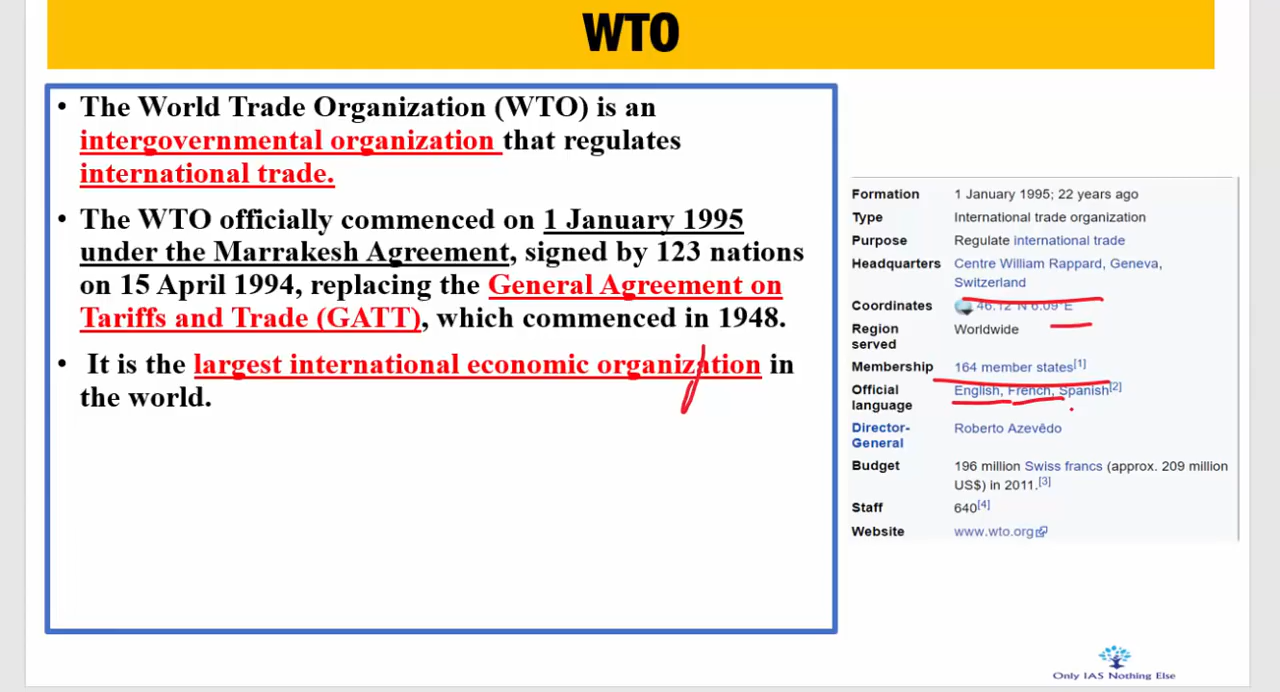 WTO
• The World Trade Organization (WTO) is an
intergovernmental organization that regulates
international trade.
• The WTO officially commenced on 1 January 1995
under the Marrakesh Agreement, signed by 123 nations
on 15 April 1994, replacing the General Agreement on
Tariffs and Trade (GATT), which commenced in 1948.
• It is the largest international economic organization in
the world.
Formation 1 January 1995; 22 years ago
Type International trade organization
Purpose Regulate international trade
Headquarters Centre William Rappard, Geneva,
Switzerland
Coordinates 46.12°N 6.09°E
Region Worldwide
served
Membership 164 member states[1]
Official English, French, Spanish[2]
language
Director- Roberto Azevêdo
General
Budget 196 million Swiss francs (approx. 209 million
US$) in 2011.[3]
Staff 640[4]
Website www.wto.org
Only IAS Nothing Else